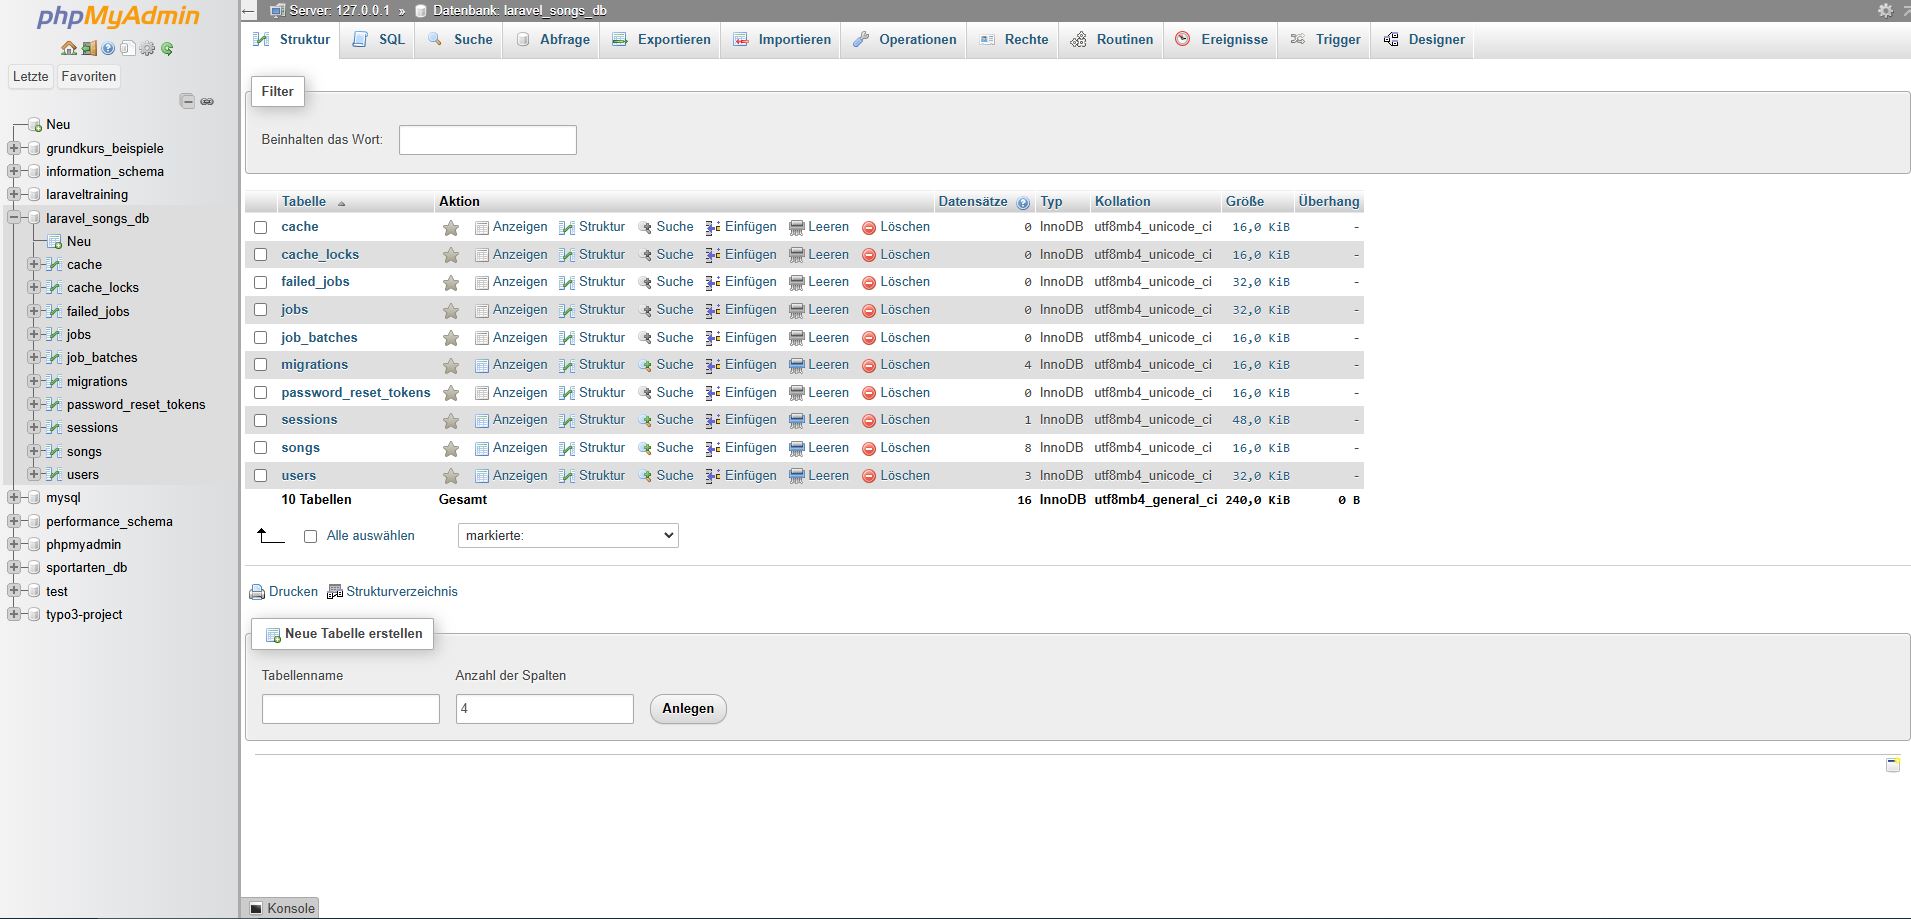 phpMyAdmin
Letzte Favoriten
Neu
grundkurs_beispiele
information_schema
laraveltraining
laravel_songs_db
Neu
cache
cache_locks
failed_jobs
jobs
job_batches
migrations
password_reset_tokens
sessions
songs
users
mysql
performance_schema
phpmyadmin
sportarten_db
test
typo3-project
Server: 127.0.0.1 » Datenbank: laravel_songs_db
Struktur SQL Suche Abfrage Exportieren Importieren Operationen Rechte Routinen Ereignisse Trigger Designer
Filter
Beinhalten das Wort:
Tabelle Aktion Datensätze Typ Kollation Größe Überhang
cache Anzeigen Struktur Suche Einfügen Leeren Löschen 0 InnoDB utf8mb4_unicode_ci 16,0 KiB -
cache_locks Anzeigen Struktur Suche Einfügen Leeren Löschen 0 InnoDB utf8mb4_unicode_ci 16,0 KiB -
failed_jobs Anzeigen Struktur Suche Einfügen Leeren Löschen 0 InnoDB utf8mb4_unicode_ci 32,0 KiB -
jobs Anzeigen Struktur Suche Einfügen Leeren Löschen 0 InnoDB utf8mb4_unicode_ci 32,0 KiB -
job_batches Anzeigen Struktur Suche Einfügen Leeren Löschen 0 InnoDB utf8mb4_unicode_ci 16,0 KiB -
migrations Anzeigen Struktur Suche Einfügen Leeren Löschen 4 InnoDB utf8mb4_unicode_ci 16,0 KiB -
password_reset_tokens Anzeigen Struktur Suche Einfügen Leeren Löschen 0 InnoDB utf8mb4_unicode_ci 16,0 KiB -
sessions Anzeigen Struktur Suche Einfügen Leeren Löschen 1 InnoDB utf8mb4_unicode_ci 48,0 KiB -
songs Anzeigen Struktur Suche Einfügen Leeren Löschen 8 InnoDB utf8mb4_unicode_ci 16,0 KiB -
users Anzeigen Struktur Suche Einfügen Leeren Löschen 3 InnoDB utf8mb4_unicode_ci 32,0 KiB -
10 Tabellen Gesamt 16 InnoDB utf8mb4_general_ci 240,0 KiB 0 B
Alle auswählen markierte:
Drucken Strukturverzeichnis
Neue Tabelle erstellen
Tabellenname Anzahl der Spalten
4 Anlegen
Konsole